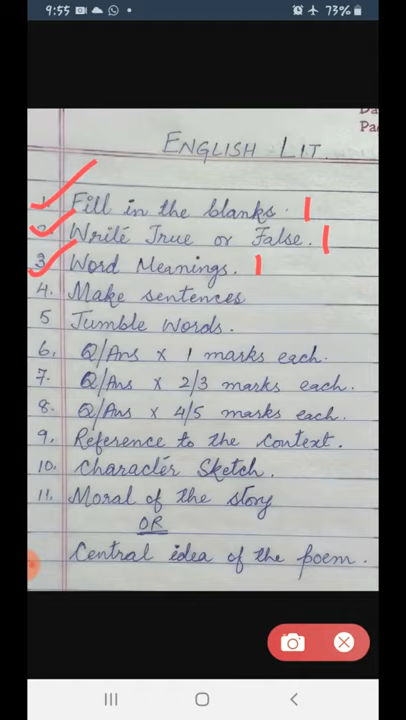 9:55
73%
Pa
ENGLISH LIT.
1. Fill in the blanks. 1
2. Write True or False. 1
3. Word Meanings. 1
4. Make sentences
5 Jumble Words.
6. Q/Ans x 1 marks each.
7. Q/Ans x 2/3 marks each.
8. Q/Ans x 4/5 marks each.
9. Reference to the context.
10. Character Sketch.
11. Moral of the story
OR
Central idea of the poem.